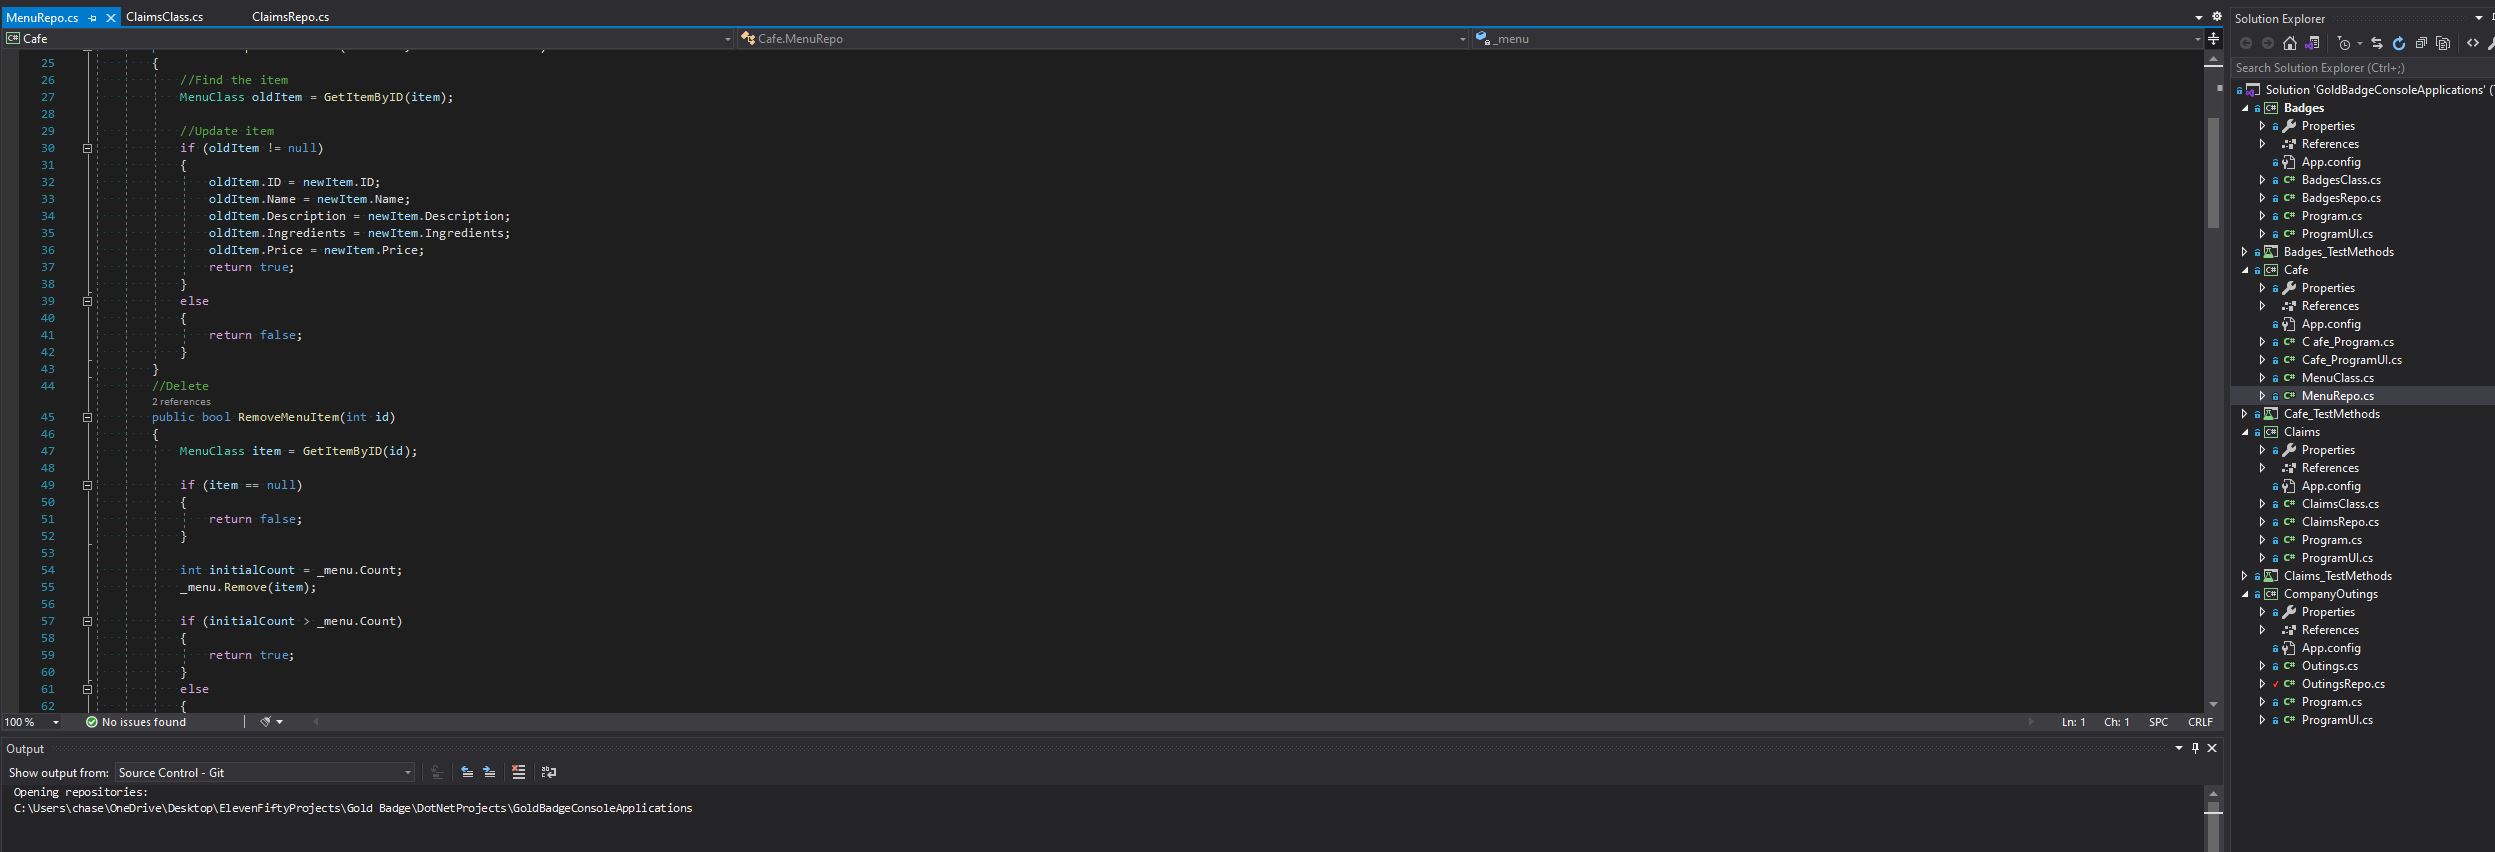 MenuRepo.cs ClaimsClass.cs ClaimsRepo.cs
C# Cafe Cafe.MenuRepo _menu
25 {
26 //Find the item
27 MenuClass oldItem = GetItemByID(item);
28
29 //Update item
30 if (oldItem != null)
31 {
32 oldItem.ID = newItem.ID;
33 oldItem.Name = newItem.Name;
34 oldItem.Description = newItem.Description;
35 oldItem.Ingredients = newItem.Ingredients;
36 oldItem.Price = newItem.Price;
37 return true;
38 }
39 else
40 {
41 return false;
42 }
43 }
44 //Delete
2 references
45 public bool RemoveMenuItem(int id)
46 {
47 MenuClass item = GetItemByID(id);
48
49 if (item == null)
50 {
51 return false;
52 }
53
54 int initialCount = _menu.Count;
55 _menu.Remove(item);
56
57 if (initialCount > _menu.Count)
58 {
59 return true;
60 }
61 else
62 {
100 % No issues found Ln: 1 Ch: 1 SPC CRLF
Output
Show output from: Source Control - Git
Opening repositories:
C:\Users\chase\OneDrive\Desktop\ElevenFiftyProjects\Gold Badge\DotNetProjects\GoldBadgeConsoleApplications
Solution Explorer
Search Solution Explorer (Ctrl+;)
Solution 'GoldBadgeConsoleApplications' (
C# Badges
Properties
References
App.config
C# BadgesClass.cs
C# BadgesRepo.cs
C# Program.cs
C# ProgramUI.cs
Badges_TestMethods
C# Cafe
Properties
References
App.config
C# C afe_Program.cs
C# Cafe_ProgramUI.cs
C# MenuClass.cs
C# MenuRepo.cs
Cafe_TestMethods
C# Claims
Properties
References
App.config
C# ClaimsClass.cs
C# ClaimsRepo.cs
C# Program.cs
C# ProgramUI.cs
Claims_TestMethods
C# CompanyOutings
Properties
References
App.config
C# Outings.cs
C# OutingsRepo.cs
C# Program.cs
C# ProgramUI.cs